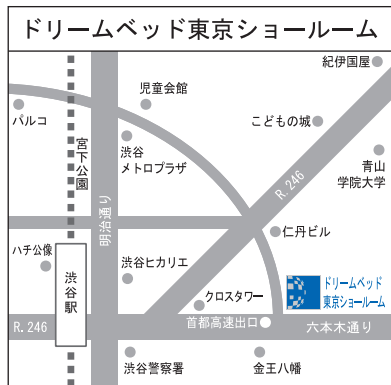 ドリームベッド東京ショールーム
紀伊国屋
児童会館
パルコ
こどもの城
宮下公園
渋谷
メトロプラザ
青山
学院大学
R. 246
明治通り
仁丹ビル
ハチ公像
渋谷駅
渋谷ヒカリエ
ドリームベッド
東京ショールーム
クロスタワー
R. 246
首都高速出口
六本木通り
渋谷警察署
金王八幡